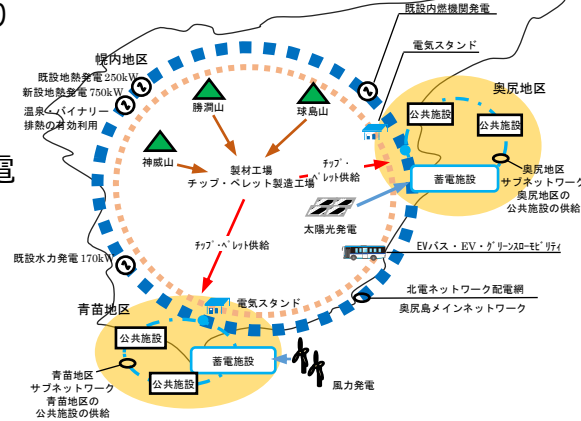 既設内燃機関発電
電気スタンド
幌内地区
既設地熱発電250kW
新設地熱発電750kW
温泉・バイナリー
排熱の有効利用
勝澗山
球島山
神威山
奥尻地区
公共施設
公共施設
製材工場
チップ・ペレット製造工場
チップ・
ペレット供給
蓄電施設
奥尻地区
サブネットワーク
奥尻地区の
公共施設の供給
電
太陽光発電
チップ・ペレット供給
EVバス・EV・グリーンスローモビリティ
既設水力発電170kW
北電ネットワーク配電網
奥尻島メインネットワーク
青苗地区
電気スタンド
公共施設
蓄電施設
公共施設
風力発電
青苗地区
サブネットワーク
青苗地区の
公共施設の供給